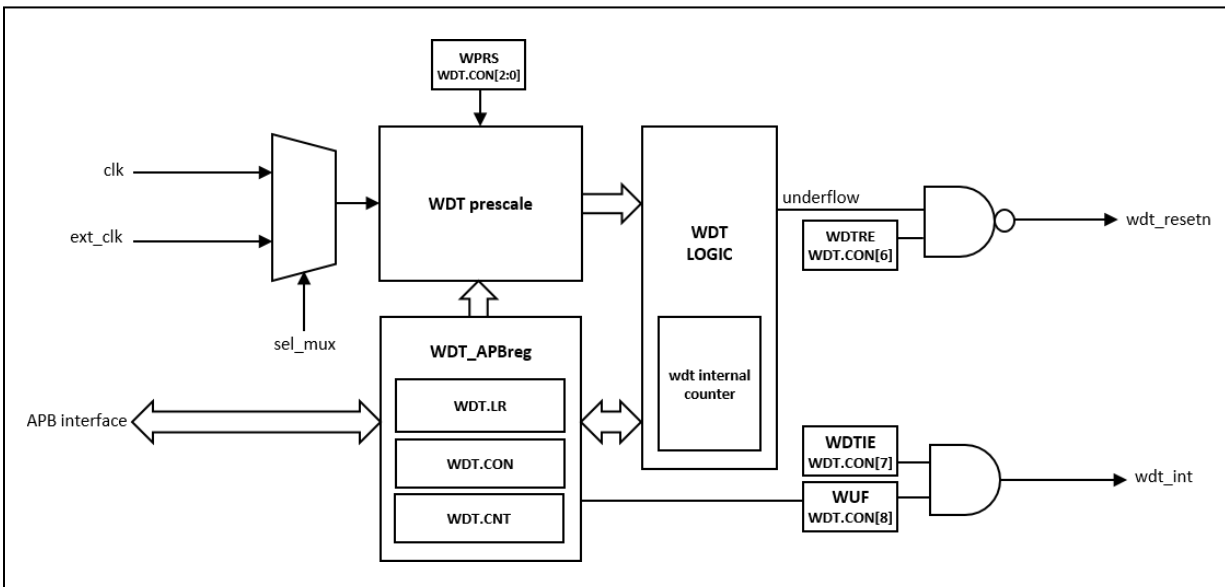 WPRS
WDT.CON[2:0]
clk
ext_clk
sel_mux
WDT prescale
WDT
LOGIC
wdt internal
counter
underflow
WDTRE
WDT.CON[6]
wdt_resetn
WDT_APBreg
WDT.LR
WDT.CON
WDT.CNT
APB interface
WDTIE
WDT.CON[7]
WUF
WDT.CON[8]
wdt_int